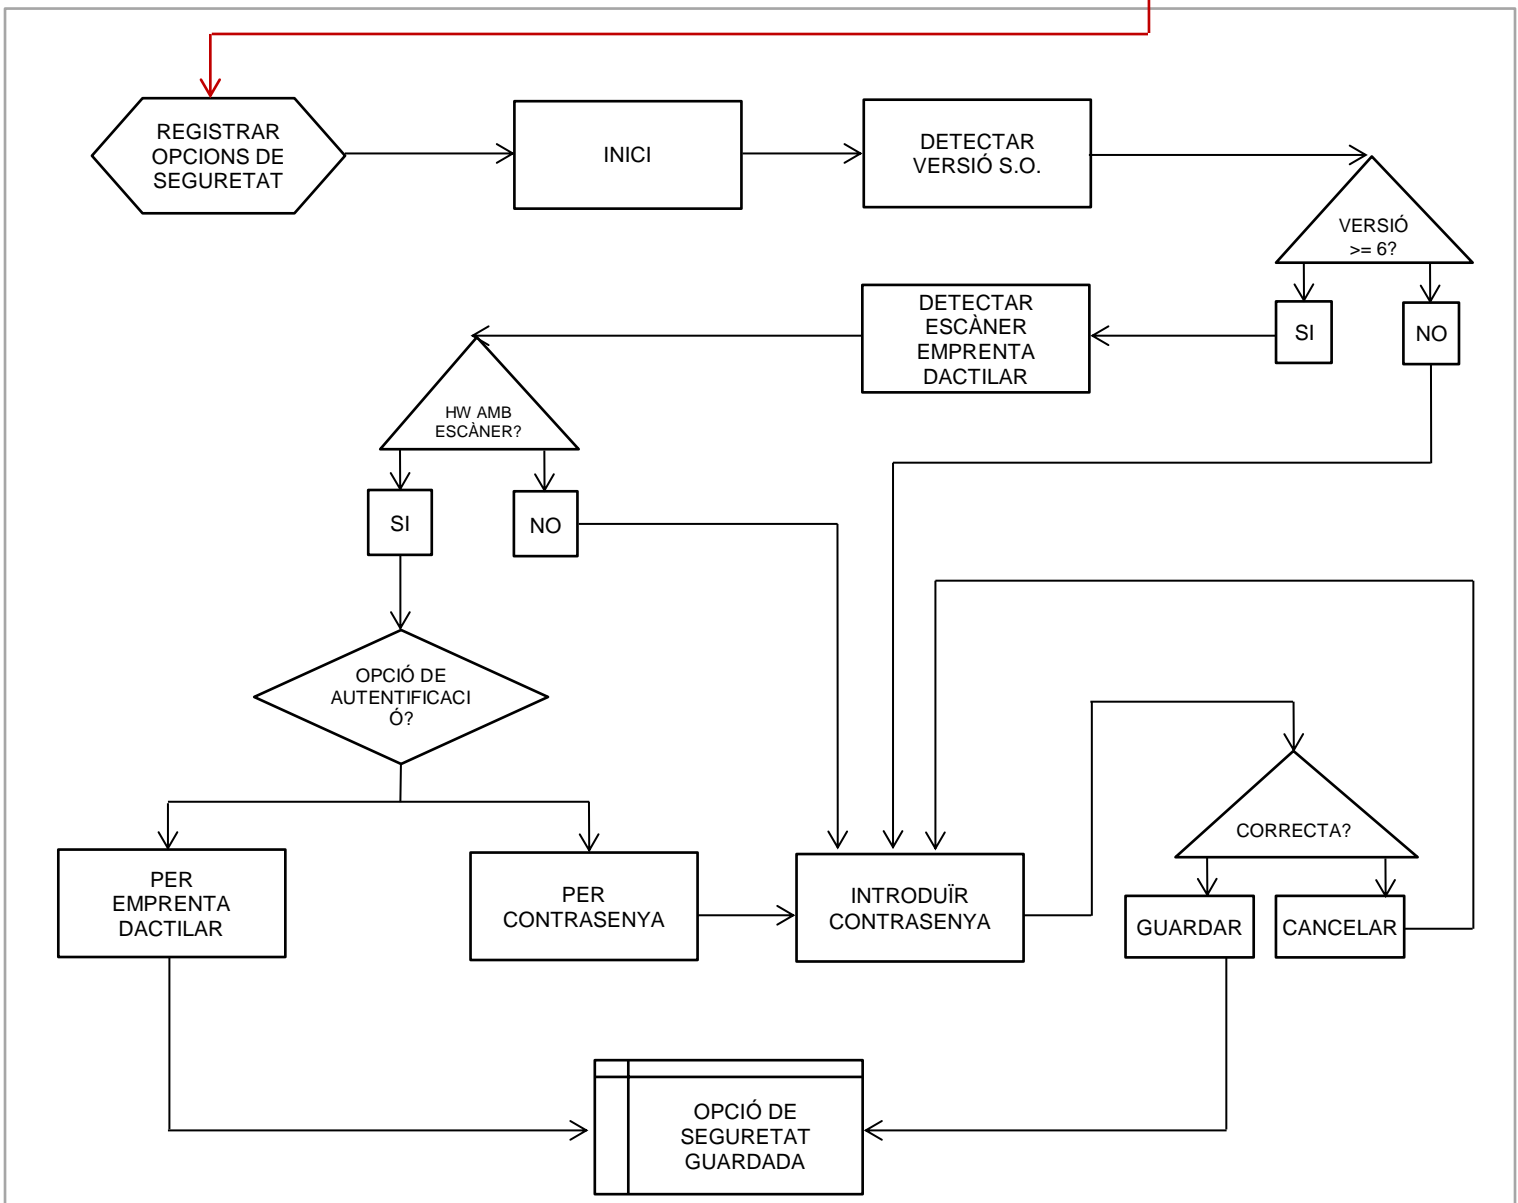 REGISTRAR
OPCIONS DE
SEGURETAT
INICI
DETECTAR
VERSIÓ S.O.
VERSIÓ
>= 6?
DETECTAR
ESCÀNER
EMPRENTA
DACTILAR
SI
NO
HW AMB
ESCÀNER?
SI
NO
OPCIÓ DE
AUTENTIFICACI
Ó?
CORRECTA?
PER
EMPRENTA
DACTILAR
PER
CONTRASENYA
INTRODUÏR
CONTRASENYA
GUARDAR
CANCELAR
OPCIÓ DE
SEGURETAT
GUARDADA